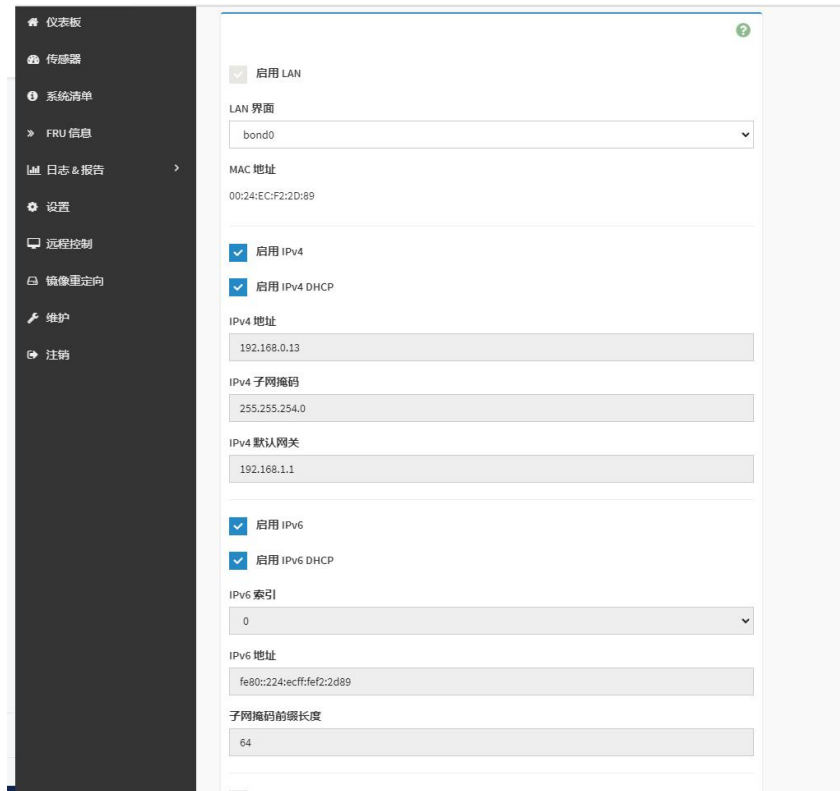 仪表板
传感器
系统清单
FRU 信息
日志 & 报告
设置
远程控制
镜像重定向
维护
注销
启用 LAN
LAN 界面
bond0
MAC 地址
00:24:EC:F2:2D:89
启用 IPv4
启用 IPv4 DHCP
IPv4 地址
192.168.0.13
IPv4 子网掩码
255.255.254.0
IPv4 默认网关
192.168.1.1
启用 IPv6
启用 IPv6 DHCP
IPv6 索引
0
IPv6 地址
fe80::224:ecff:fef2:2d89
子网掩码前缀长度
64